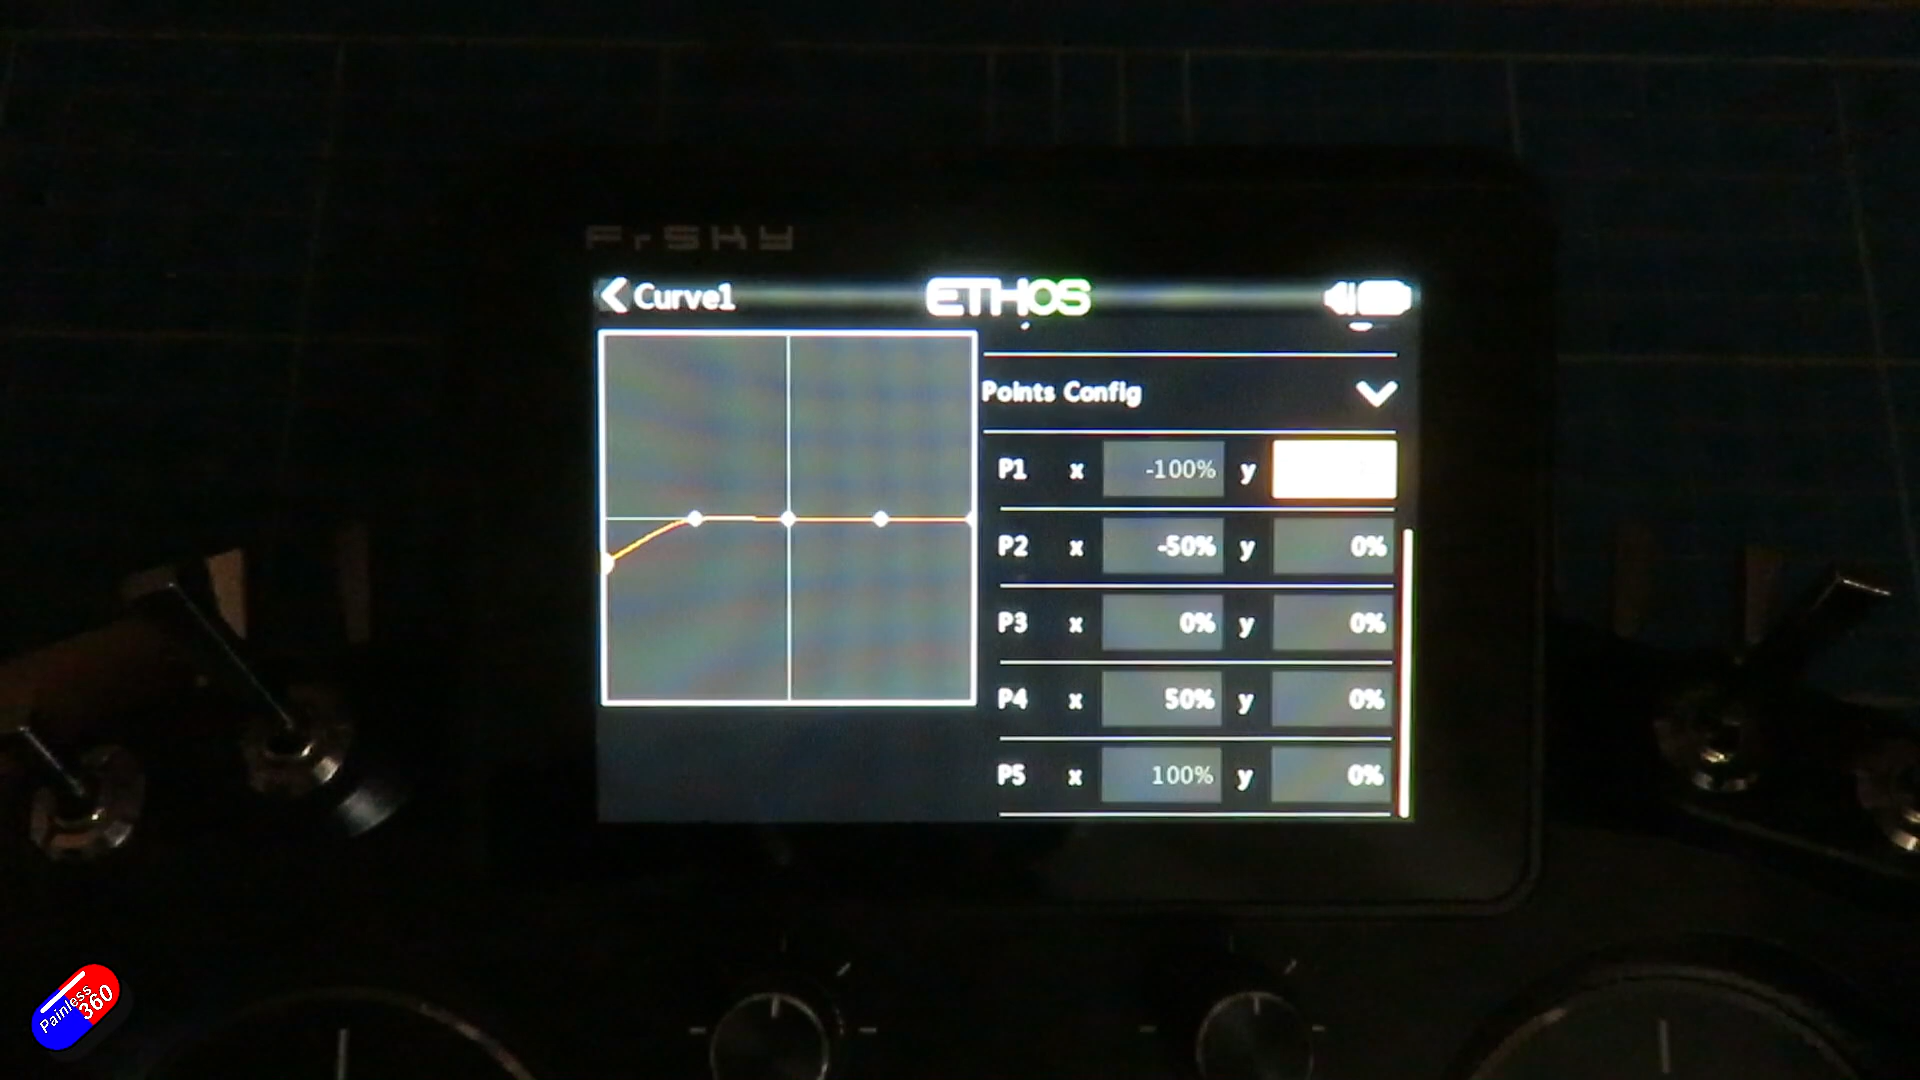 FrSKY
Curve1
ETHOS
Points Config
P1 x -100% y
P2 x -50% y 0%
P3 x 0% y 0%
P4 x 50% y 0%
P5 x 100% y 0%
Painless
360